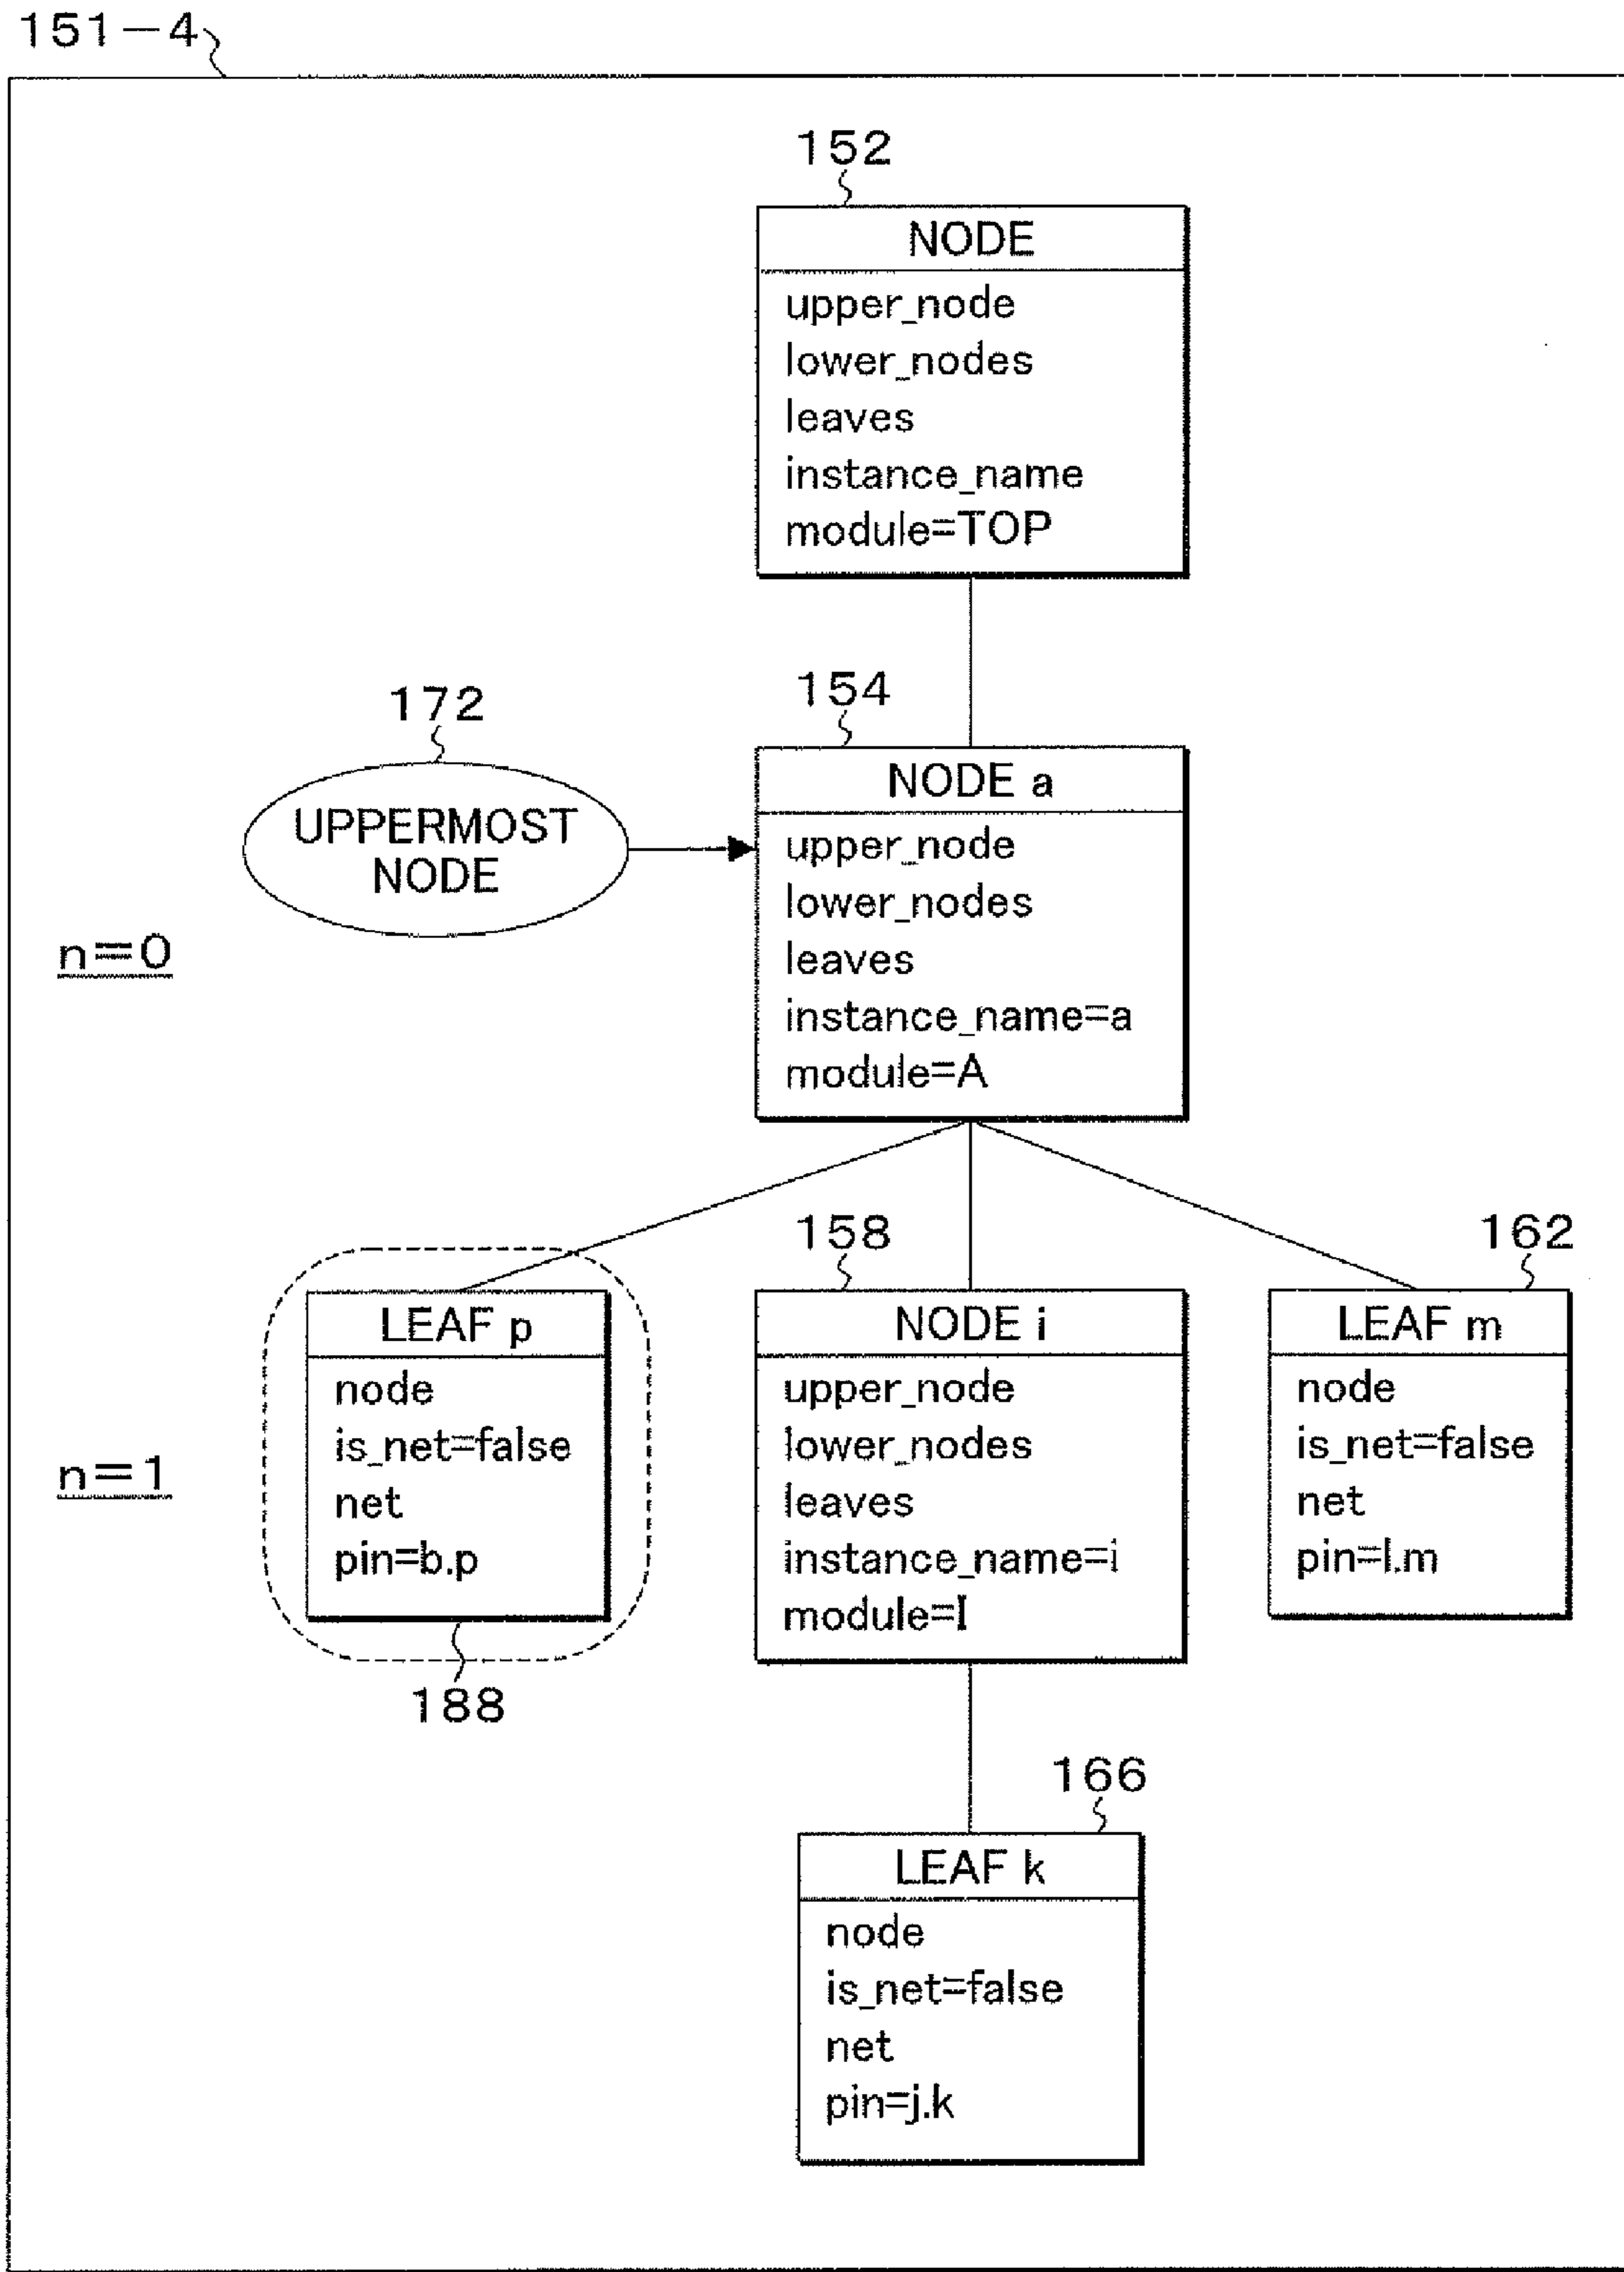 151-4
152
NODE
upper_node
lower_nodes
leaves
instance_name
module=TOP
172
UPPERMOST
NODE
154
NODE a
upper_node
lower_nodes
leaves
instance_name=a
module=A
n=0
n=1
LEAF p
node
is_net=false
net
pin=b.p
188
158
NODE i
upper_node
lower_nodes
leaves
instance_name=i
module=I
162
LEAF m
node
is_net=false
net
pin=l.m
166
LEAF k
node
is_net=false
net
pin=j.k